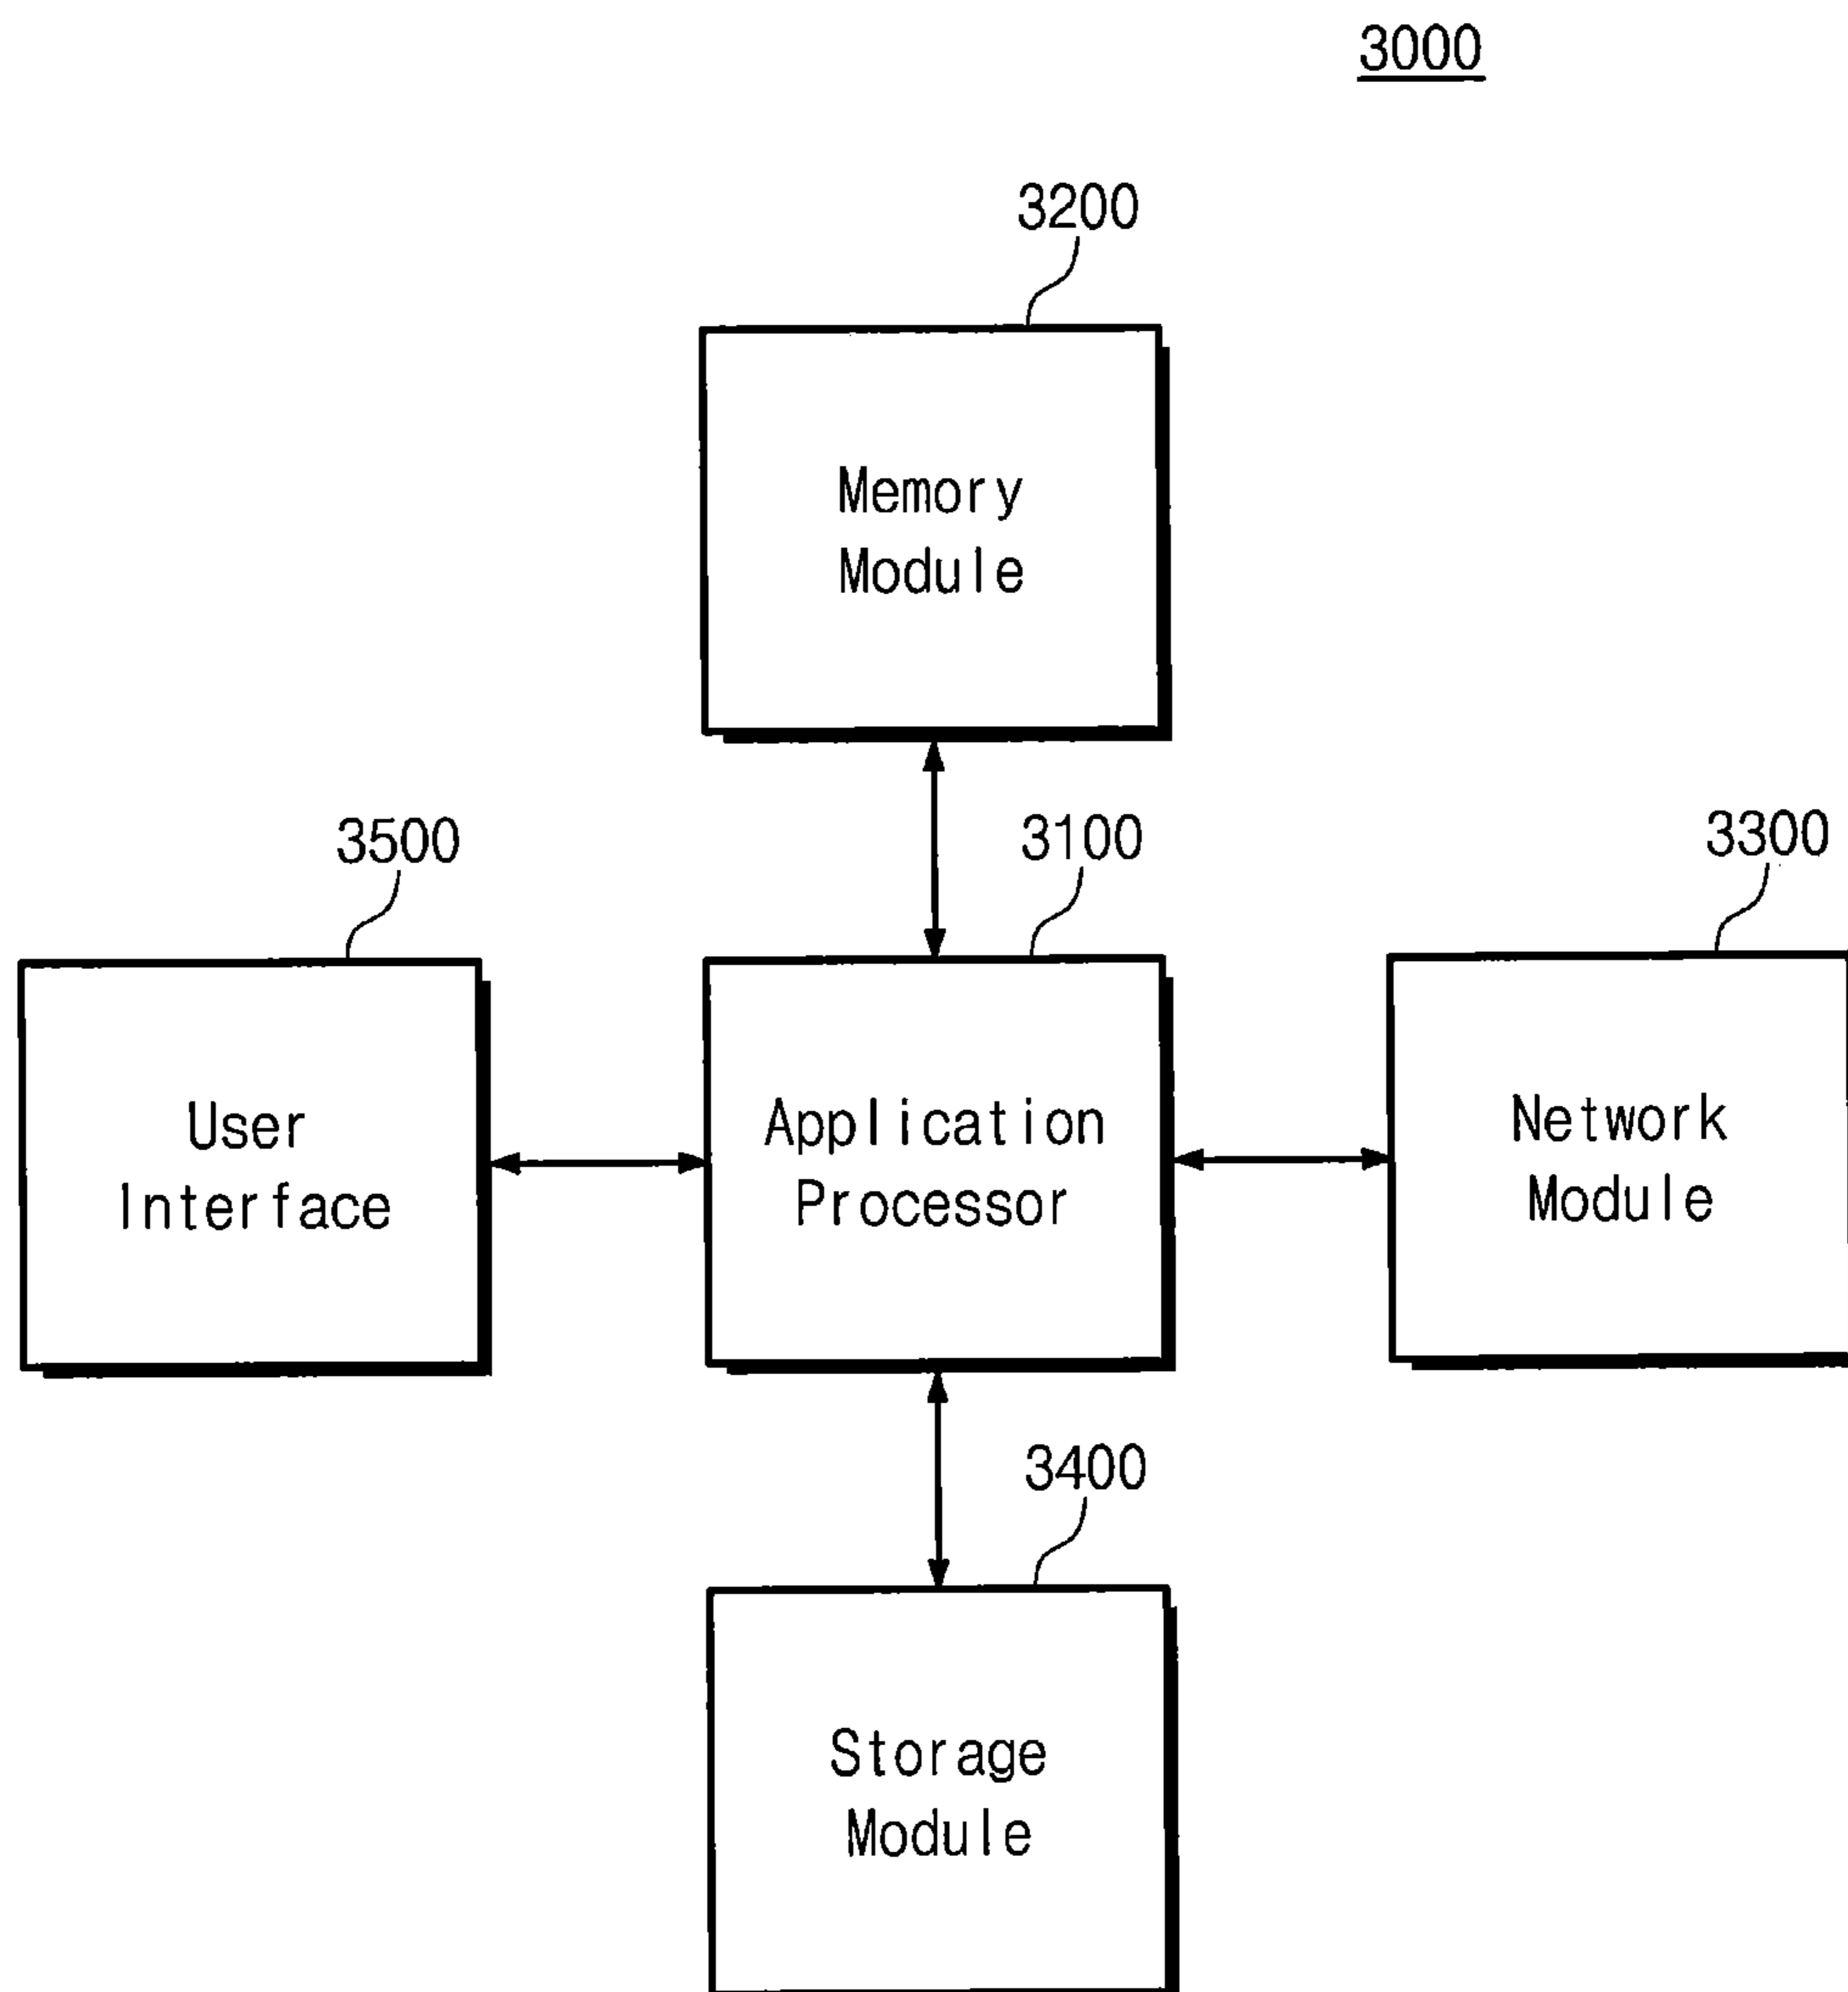 3000
3200
Memory
Module
3500
3100
3300
User
Interface
Application
Processor
Network
Module
3400
Storage
Module